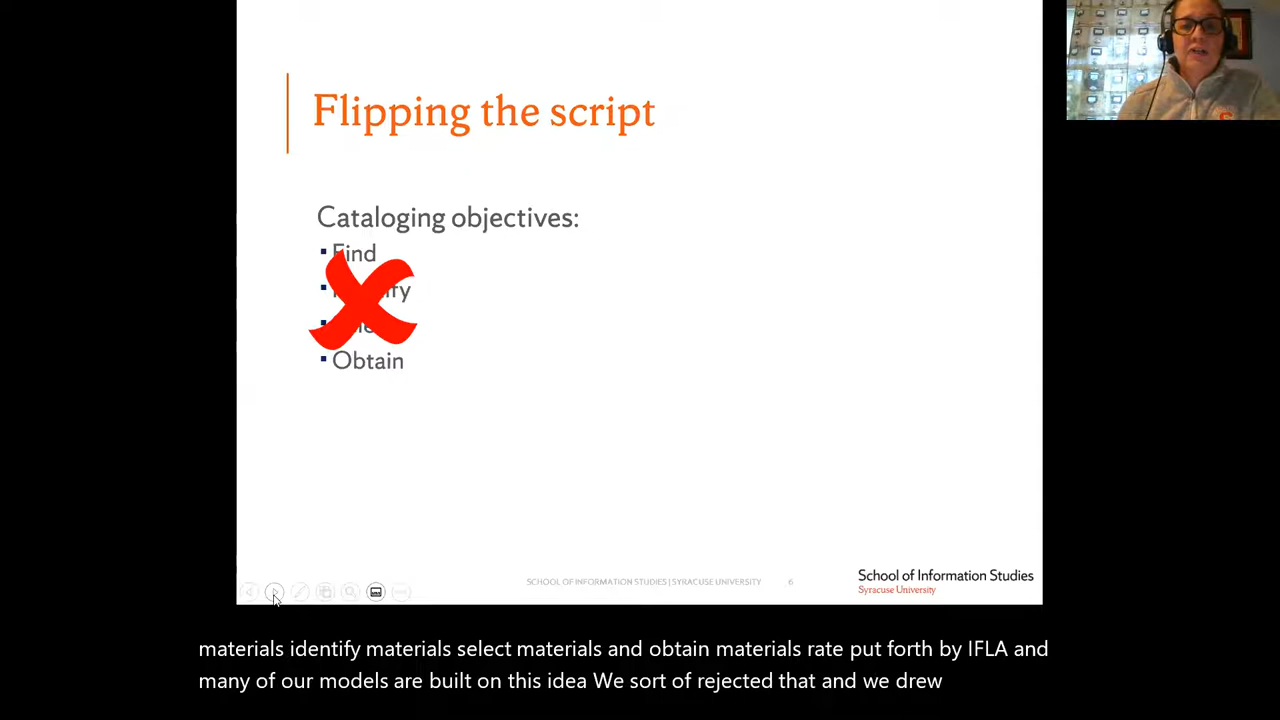 Flipping the script
Cataloging objectives:
Find
Obtain
SCHOOL OF INFORMATION STUDIES | SYRACUSE UNIVERSITY 6
School of Information Studies
Syracuse University
materials identify materials select materials and obtain materials rate put forth by IFLA and
many of our models are built on this idea We sort of rejected that and we drew